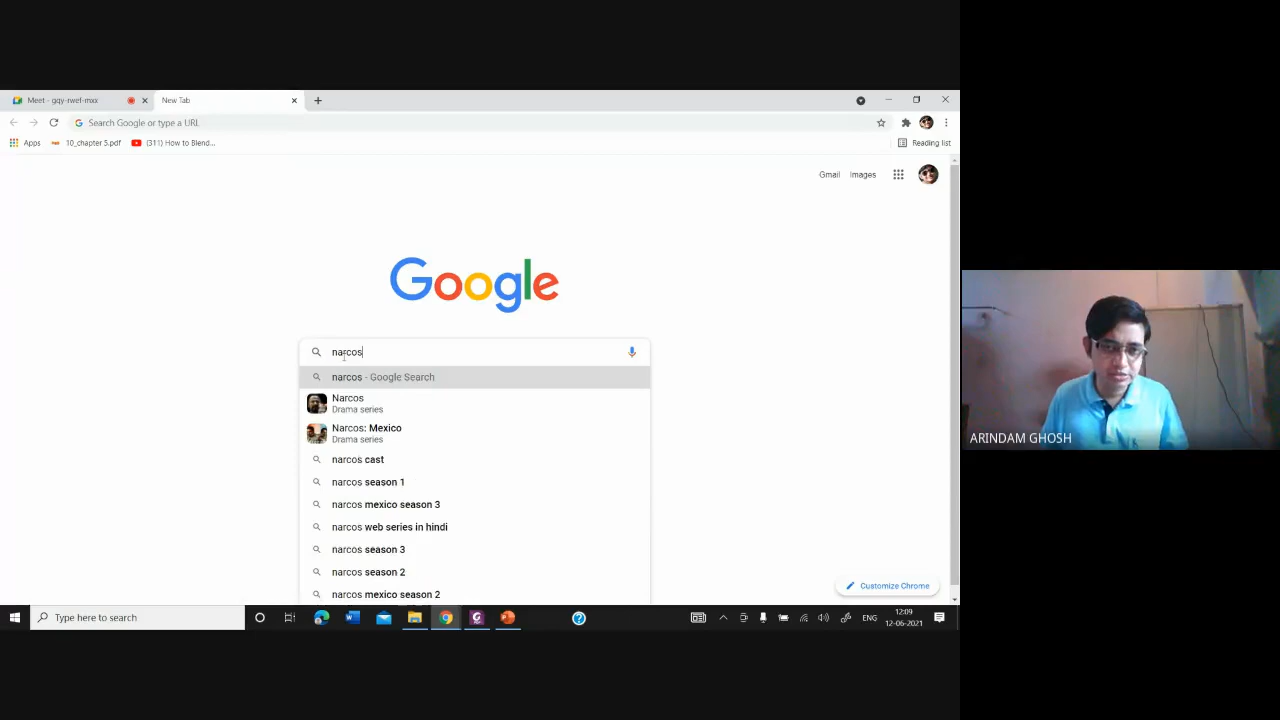 Meet - gqy-rwef-mxx
New Tab
Search Google or type a URL
Apps
10_chapter 5.pdf
(311) How to Blend...
Reading list
Gmail
Images
Google
narcos
narcos - Google Search
Narcos
Drama series
Narcos: Mexico
Drama series
narcos cast
narcos season 1
narcos mexico season 3
narcos web series in hindi
narcos season 3
narcos season 2
narcos mexico season 2
Customize Chrome
ARINDAM GHOSH
Type here to search
ENG
12:09
12-06-2021